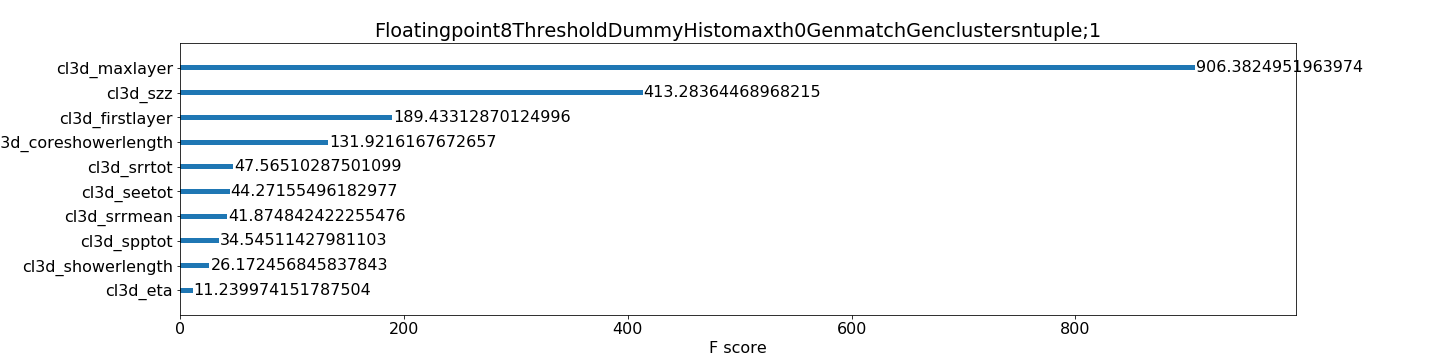 Floatingpoint8ThresholdDummyHistomaxth0GenmatchGenclustersntuple;1
cl3d_maxlayer 906.3824951963974
cl3d_szz 413.28364468968215
cl3d_firstlayer 189.43312870124996
3d_coreshowerlength 131.9216167672657
cl3d_srrtot 47.56510287501099
cl3d_seetot 44.27155496182977
cl3d_srrmean 41.874842422255476
cl3d_spptot 34.54511427981103
cl3d_showerlength 26.172456845837843
cl3d_eta 11.239974151787504
0 200 400 600 800
F score